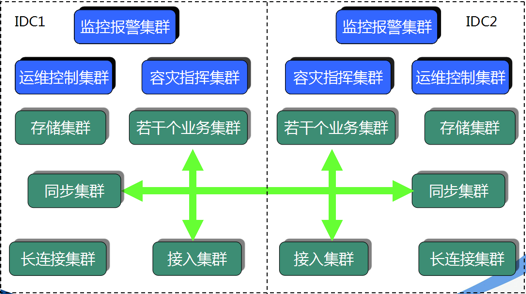 IDC1
监控报警集群
监控报警集群
IDC2
运维控制集群
容灾指挥集群
容灾指挥集群
运维控制集群
存储集群
若干个业务集群
若干个业务集群
存储集群
同步集群
同步集群
长连接集群
接入集群
接入集群
长连接集群